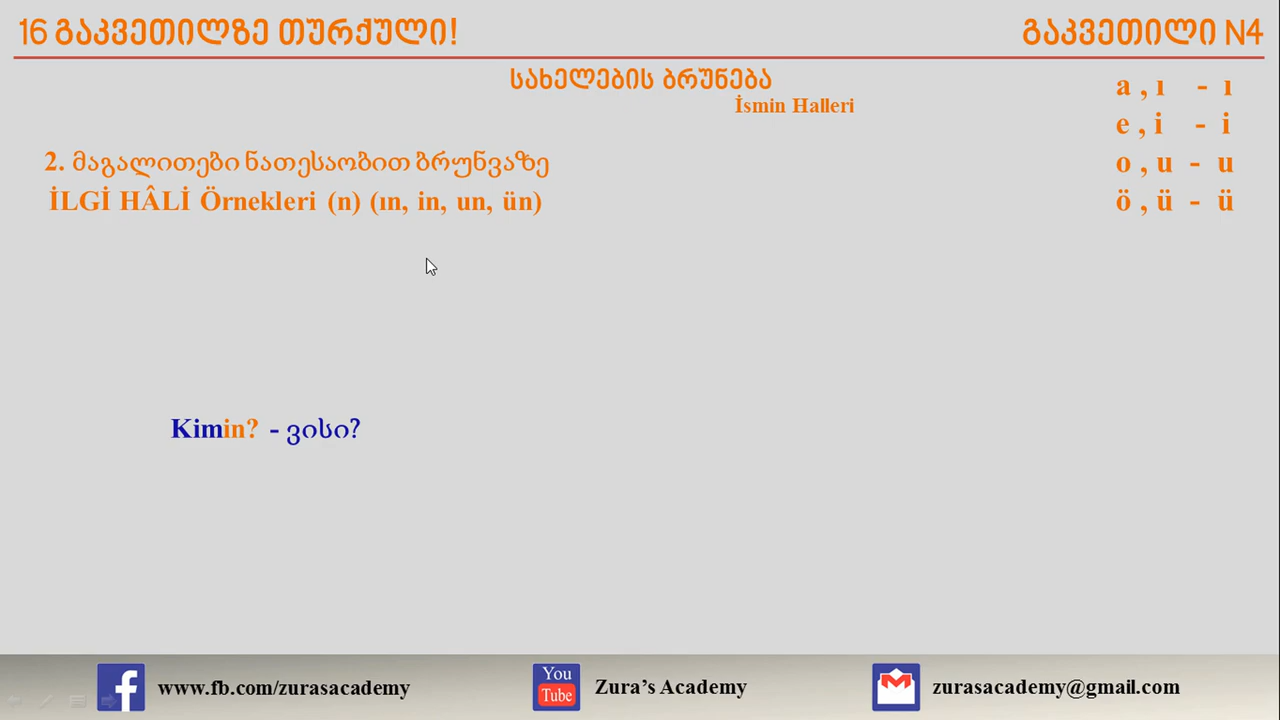 16 გაკვეთილზე თურქული!
გაკვეთილი N4
სახელების ბრუნება
İsmin Halleri
a , ı - ı
e , i - i
o , u - u
ö , ü - ü
2. მაგალითები ნათესაობით ბრუნვაზე
İLGİ HÂLİ Örnekleri (n) (ın, in, un, ün)
Kimin? - ვისი?
www.fb.com/zurasacademy
You Tube
Zura’s Academy
zurasacademy@gmail.com